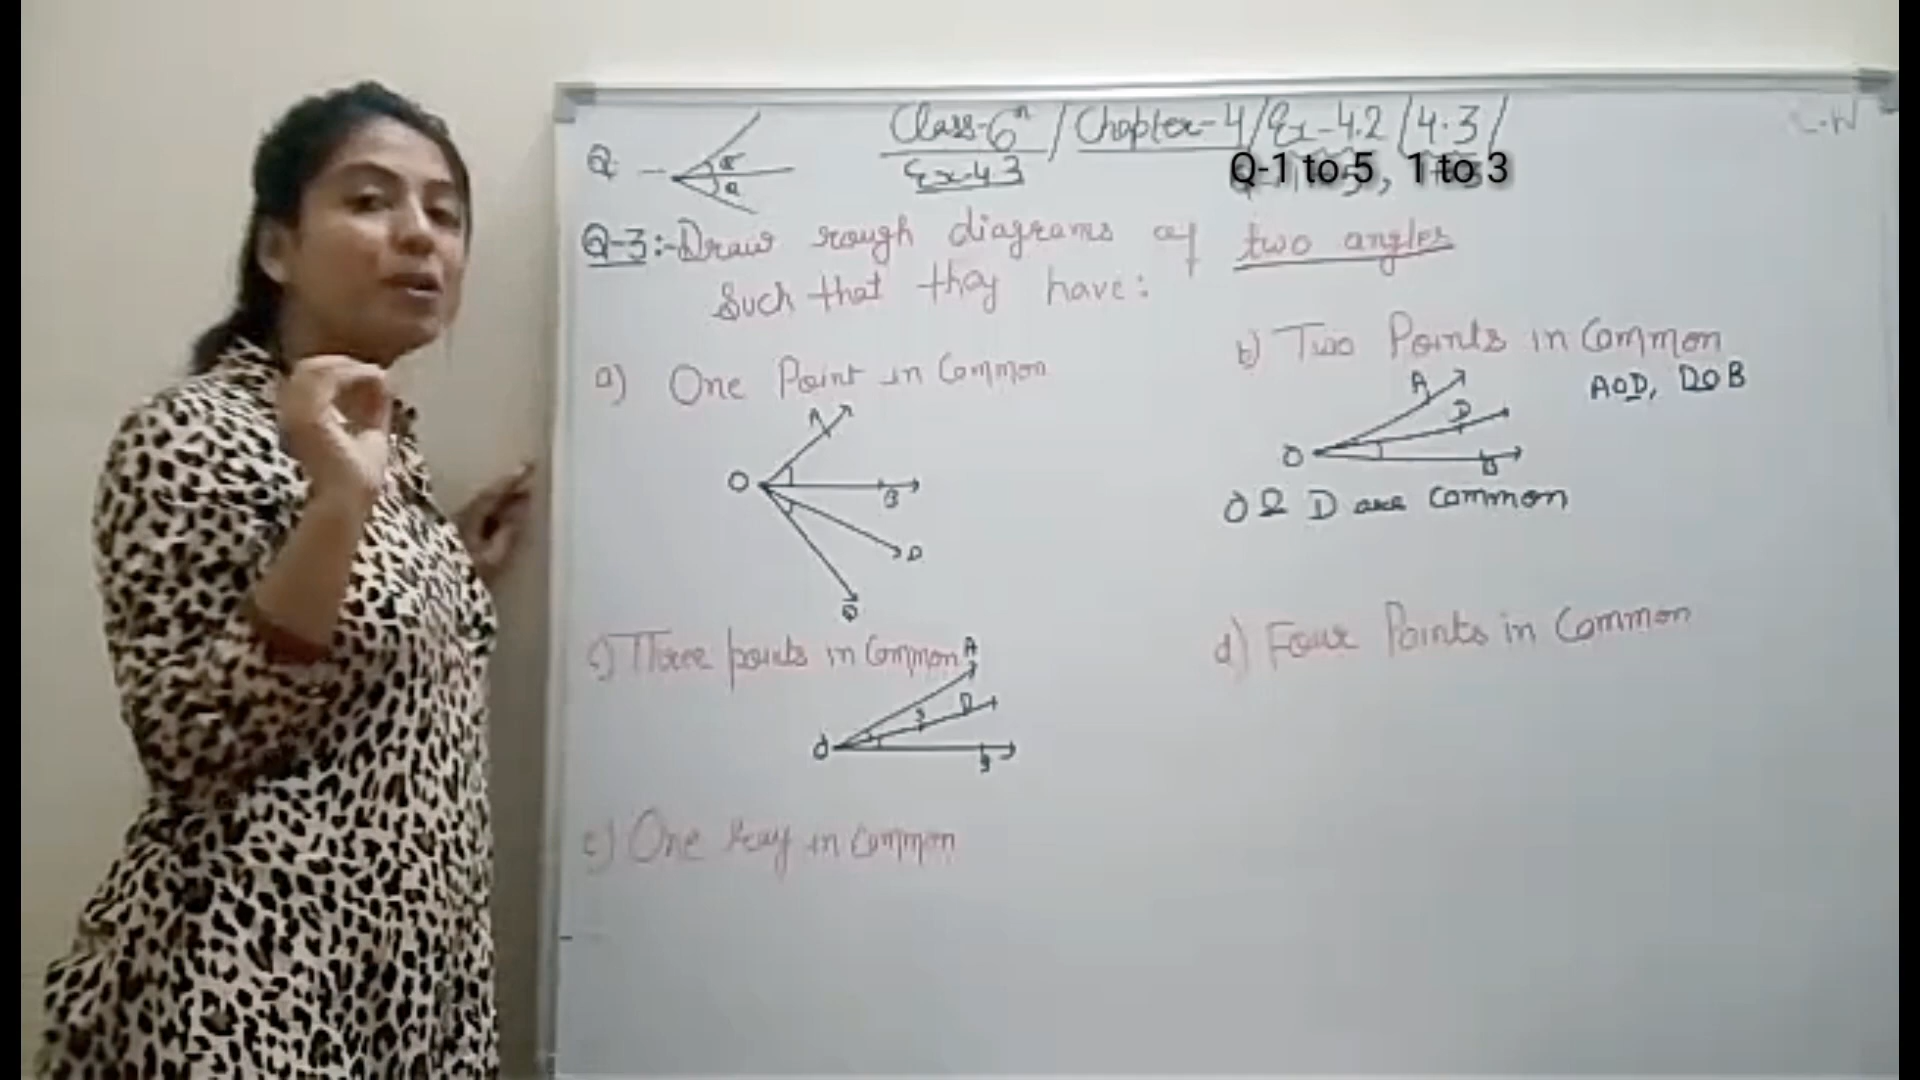 Class-6th / Chapter-4 / Ex-4.2 / 4.3 /
C.W
Q
Ex-4.3
Q-1 to 5, 1 to 3
Q-3:- Draw rough diagrams of two angles
Such that they have:
a) One Point in Common
A
O
B
D
b) Two Points in Common
AOD, DOB
A
D
O
B
O & D are Common
c) Three points in Common
A
D
O
d) Four Points in Common
e) One Ray in Common